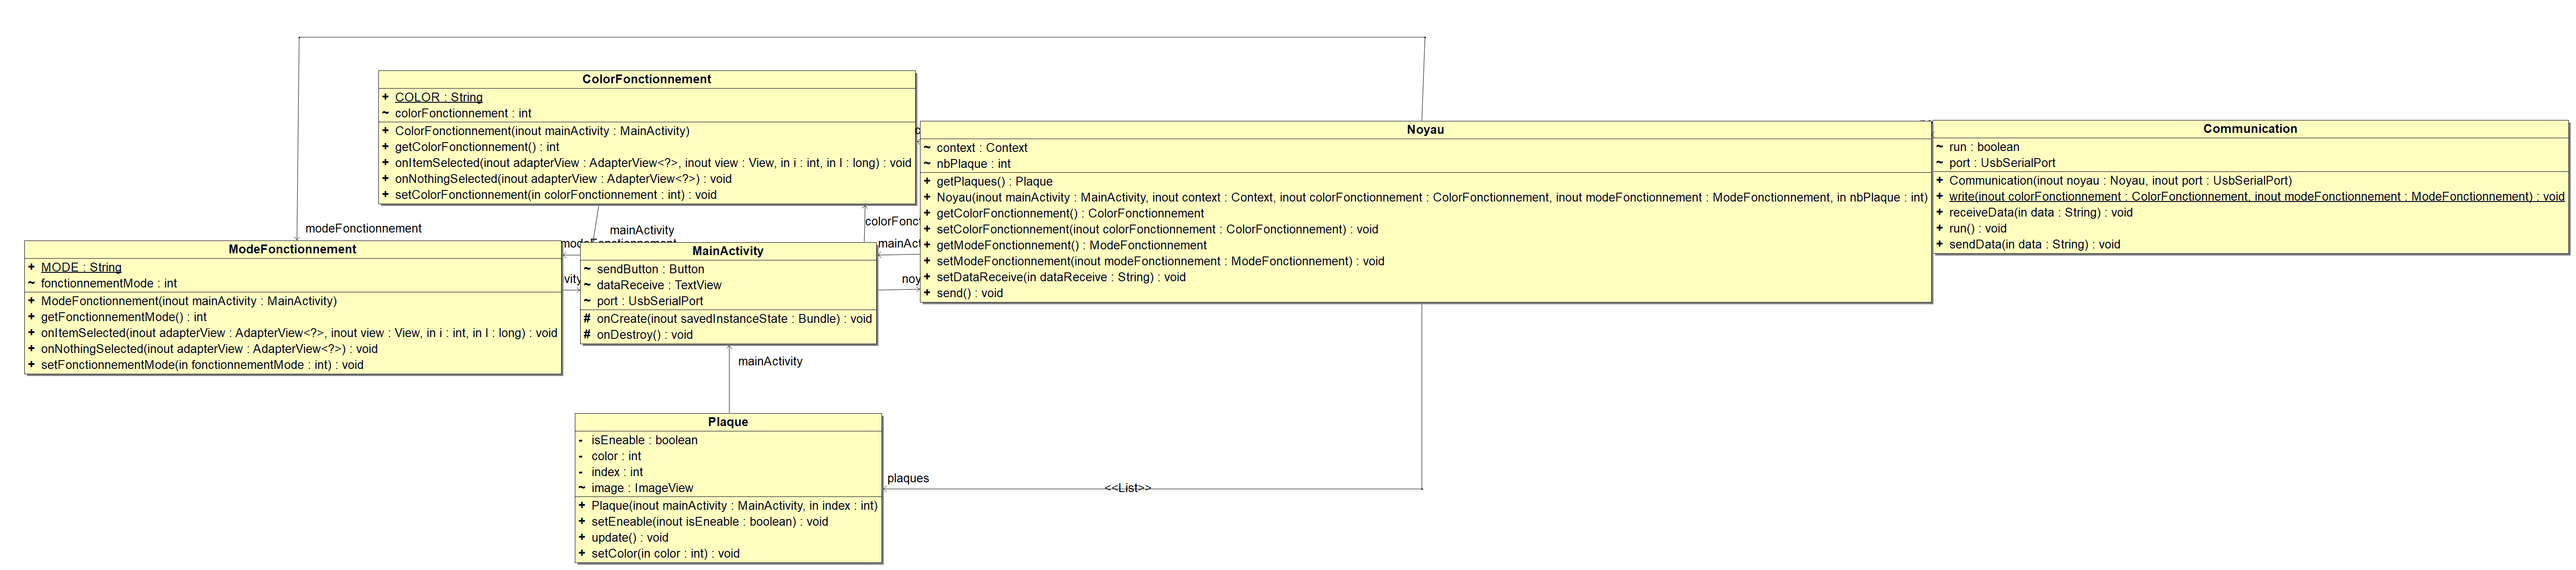 ColorFonctionnement
+ COLOR : String
~ colorFonctionnement : int
+ ColorFonctionnement(inout mainActivity : MainActivity)
+ getColorFonctionnement() : int
+ onItemSelected(inout adapterView : AdapterView<?>, inout view : View, in i : int, in l : long) : void
+ onNothingSelected(inout adapterView : AdapterView<?>) : void
+ setColorFonctionnement(in colorFonctionnement : int) : void
Noyau
~ context : Context
~ nbPlaque : int
+ getPlaques() : Plaque
+ Noyau(inout mainActivity : MainActivity, inout context : Context, inout colorFonctionnement : ColorFonctionnement, inout modeFonctionnement : ModeFonctionnement, in nbPlaque : int)
+ getColorFonctionnement() : ColorFonctionnement
+ setColorFonctionnement(inout colorFonctionnement : ColorFonctionnement) : void
+ getModeFonctionnement() : ModeFonctionnement
+ setModeFonctionnement(inout modeFonctionnement : ModeFonctionnement) : void
+ setDataReceive(in dataReceive : String) : void
+ send() : void
Communication
~ run : boolean
~ port : UsbSerialPort
+ Communication(inout noyau : Noyau, inout port : UsbSerialPort)
+ write(inout colorFonctionnement : ColorFonctionnement, inout modeFonctionnement : ModeFonctionnement) : void
+ receiveData(in data : String) : void
+ run() : void
+ sendData(in data : String) : void
modeFonctionnement
mainActivity
colorFonc
mainAct
noy
vity
ModeFonctionnement
+ MODE : String
~ fonctionnementMode : int
+ ModeFonctionnement(inout mainActivity : MainActivity)
+ getFonctionnementMode() : int
+ onItemSelected(inout adapterView : AdapterView<?>, inout view : View, in i : int, in l : long) : void
+ onNothingSelected(inout adapterView : AdapterView<?>) : void
+ setFonctionnementMode(in fonctionnementMode : int) : void
MainActivity
~ sendButton : Button
~ dataReceive : TextView
~ port : UsbSerialPort
# onCreate(inout savedInstanceState : Bundle) : void
# onDestroy() : void
mainActivity
Plaque
- isEneable : boolean
- color : int
- index : int
~ image : ImageView
+ Plaque(inout mainActivity : MainActivity, in index : int)
+ setEneable(inout isEneable : boolean) : void
+ update() : void
+ setColor(in color : int) : void
plaques
<<List>>